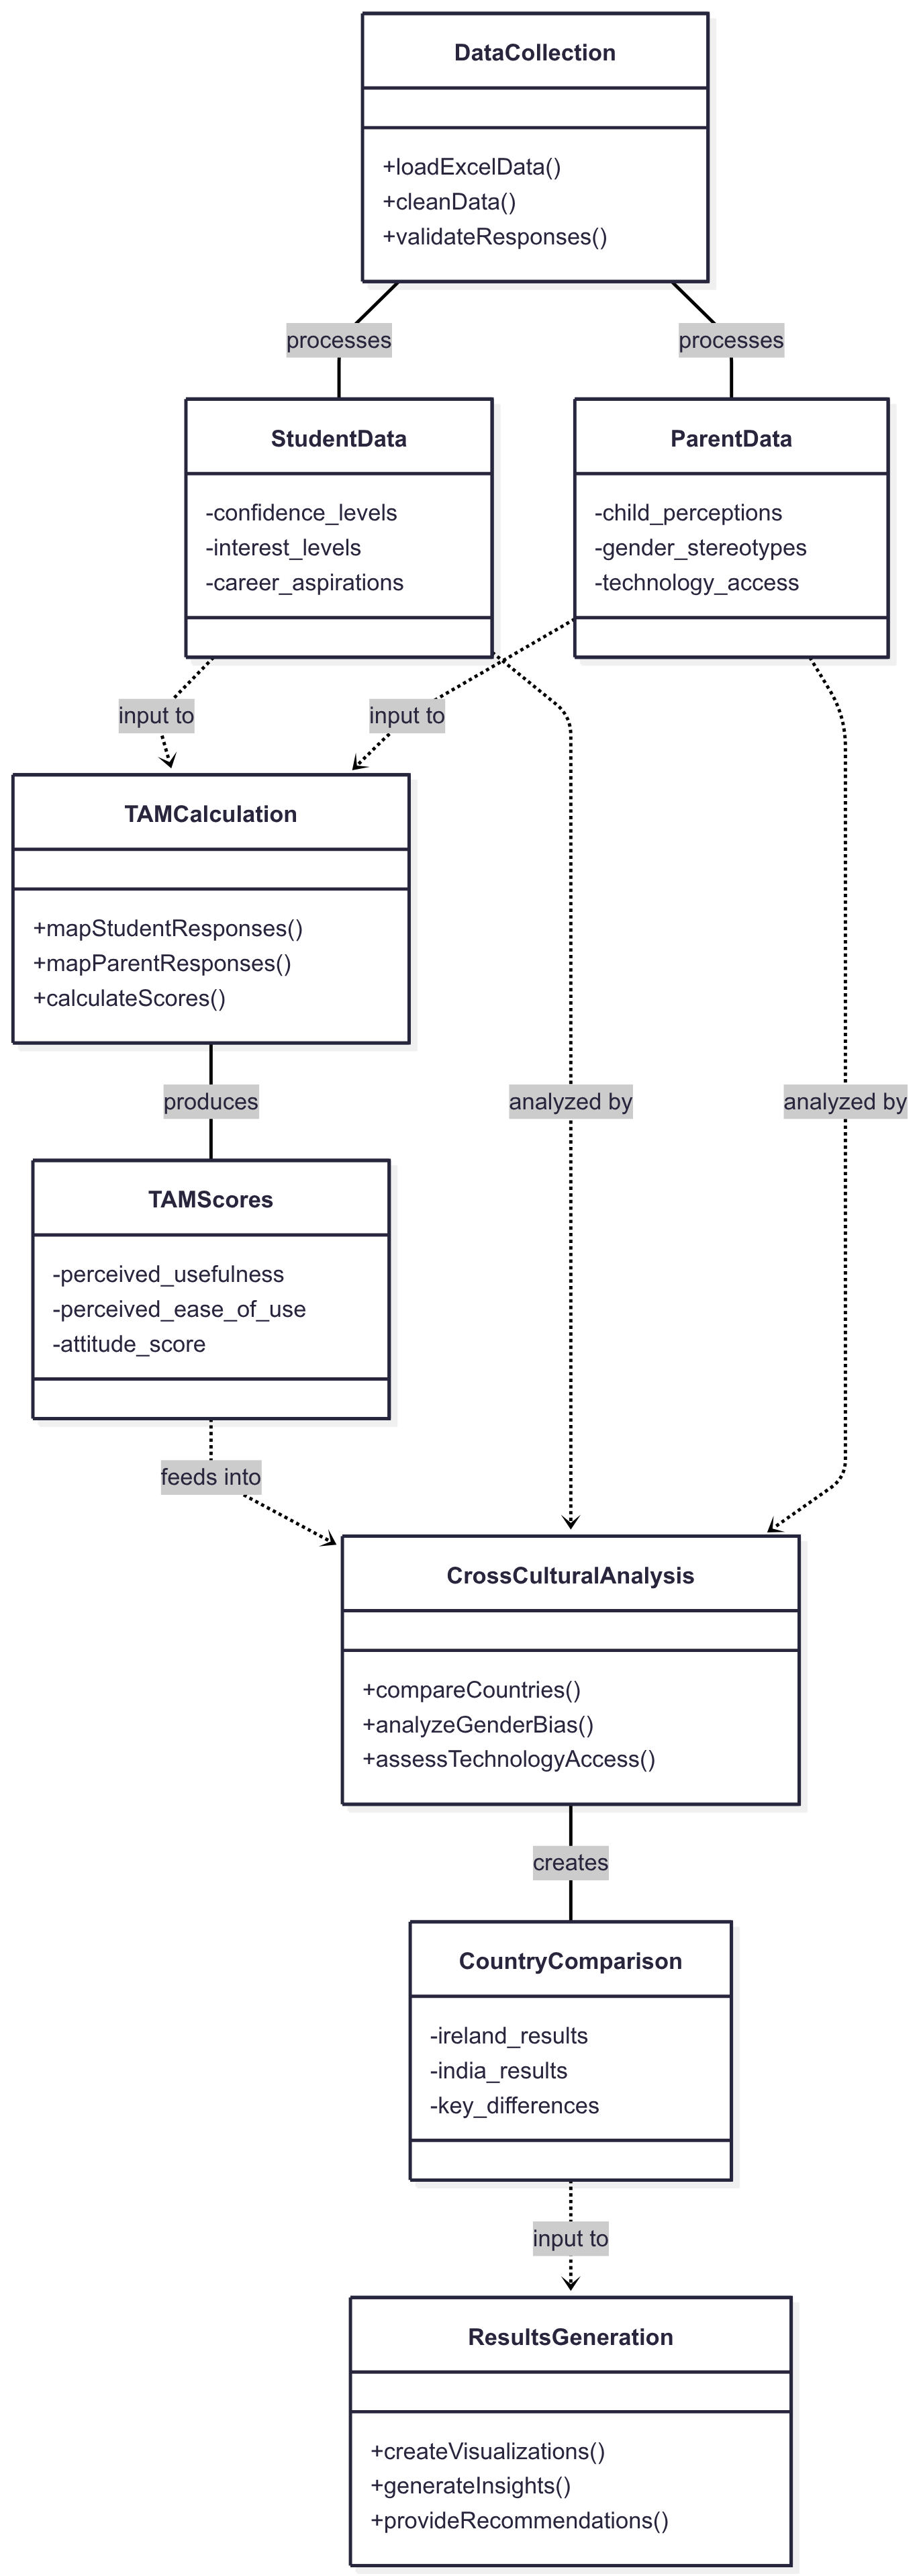 DataCollection
+loadExcelData()
+cleanData()
+validateResponses()
processes
processes
StudentData
-confidence_levels
-interest_levels
-career_aspirations
ParentData
-child_perceptions
-gender_stereotypes
-technology_access
input to
input to
TAMCalculation
+mapStudentResponses()
+mapParentResponses()
+calculateScores()
produces
analyzed by
analyzed by
TAMScores
-perceived_usefulness
-perceived_ease_of_use
-attitude_score
feeds into
CrossCulturalAnalysis
+compareCountries()
+analyzeGenderBias()
+assessTechnologyAccess()
creates
CountryComparison
-ireland_results
-india_results
-key_differences
input to
ResultsGeneration
+createVisualizations()
+generateInsights()
+provideRecommendations()